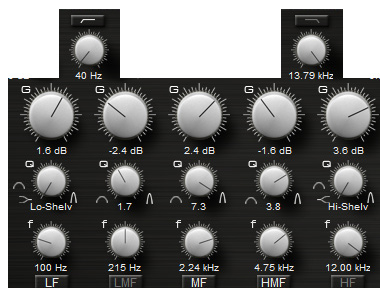 40 Hz 13.79 kHz
G G G G G
1.6 dB -2.4 dB 2.4 dB -1.6 dB 3.6 dB
Q Q Q Q Q
Lo-Shelv 1.7 7.3 3.8 Hi-Shelv
f f f f f
100 Hz 215 Hz 2.24 kHz 4.75 kHz 12.00 kHz
LF LMF MF HMF HF